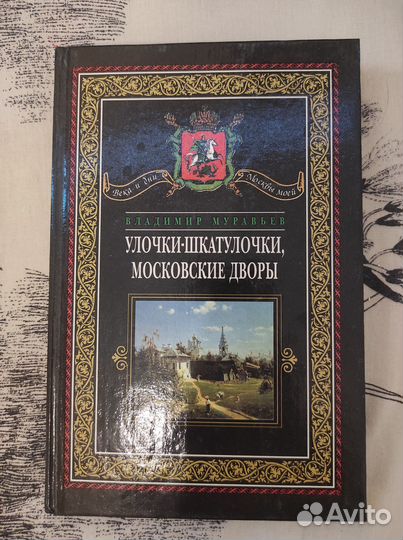 Века и дни
Москвы моей
ВЛАДИМИР МУРАВЬЕВ
УЛОЧКИ-ШКАТУЛОЧКИ,
МОСКОВСКИЕ ДВОРЫ
Avito